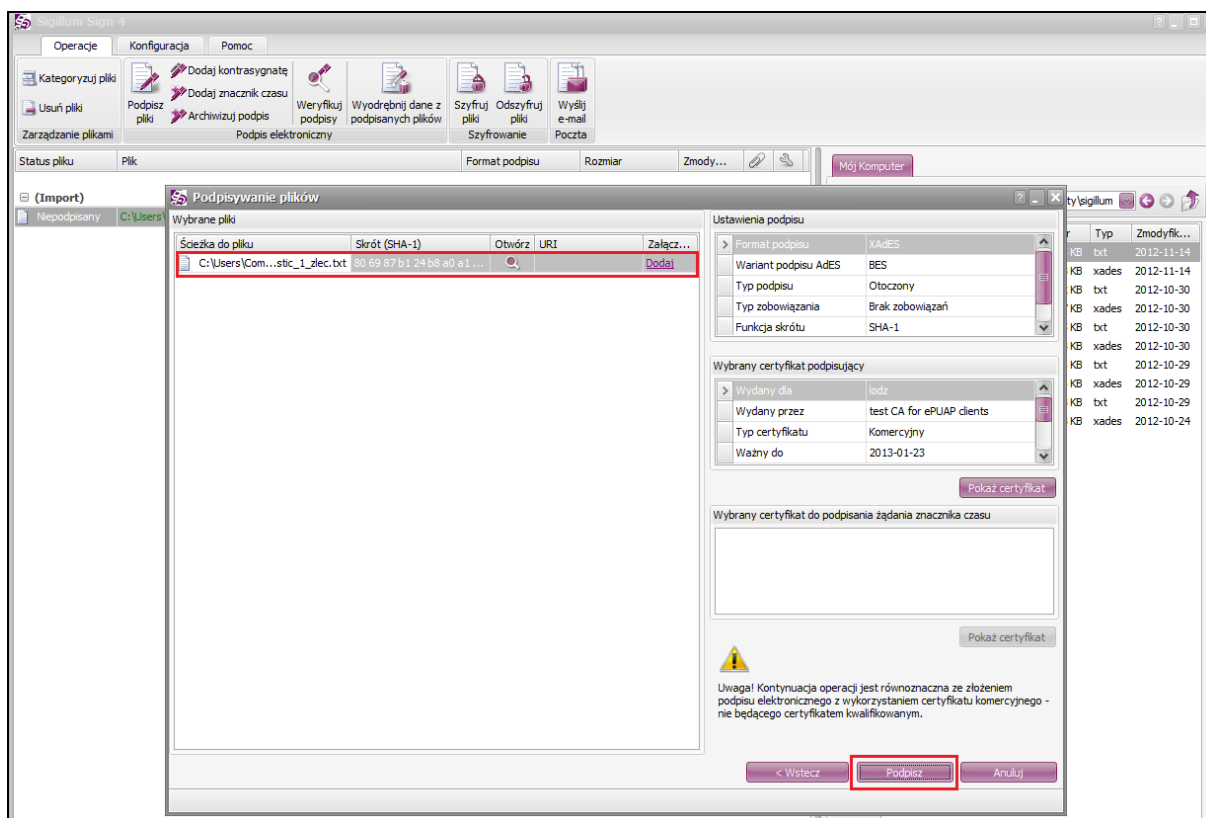 Sigillum Sign 4
Operacje Konfiguracja Pomoc
Kategoryzuj pliki
Usuń pliki
Zarządzanie plikami
Podpisz pliki
Dodaj kontrasygnatę
Dodaj znacznik czasu
Archiwizuj podpis
Weryfikuj podpisy
Wyodrębnij dane z podpisanych plików
Podpis elektroniczny
Szyfruj pliki
Odszyfruj pliki
Szyfrowanie
Wyślij e-mail
Poczta
Status pliku Plik Format podpisu Rozmiar Zmody...
Mój Komputer
(Import)
Niepodpisany C:\Users\
ty\sigillum
Podpisywanie plików
Wybrane pliki
Ścieżka do pliku Skrót (SHA-1) Otwórz URI Załącz...
C:\Users\Com...stic_1_zlec.txt 80 69 87 b1 24 b8 a0 a1 ... Dodaj
Ustawienia podpisu
Format podpisu XAdES
Wariant podpisu AdES BES
Typ podpisu Otoczony
Typ zobowiązania Brak zobowiązań
Funkcja skrótu SHA-1
Wybrany certyfikat podpisujący
Wydany dla lodz
Wydany przez test CA for ePUAP clients
Typ certyfikatu Komercyjny
Ważny do 2013-01-23
Pokaż certyfikat
Wybrany certyfikat do podpisania żądania znacznika czasu
Pokaż certyfikat
Uwaga! Kontynuacja operacji jest równoznaczna ze złożeniem
podpisu elektronicznego z wykorzystaniem certyfikatu komercyjnego -
nie będącego certyfikatem kwalifikowanym.
< Wstecz Podpisz Anuluj
r Typ Zmodyfik...
KB txt 2012-11-14
KB xades 2012-11-14
KB txt 2012-10-30
KB xades 2012-10-30
KB txt 2012-10-30
KB xades 2012-10-30
KB txt 2012-10-29
KB xades 2012-10-29
KB txt 2012-10-29
KB xades 2012-10-24